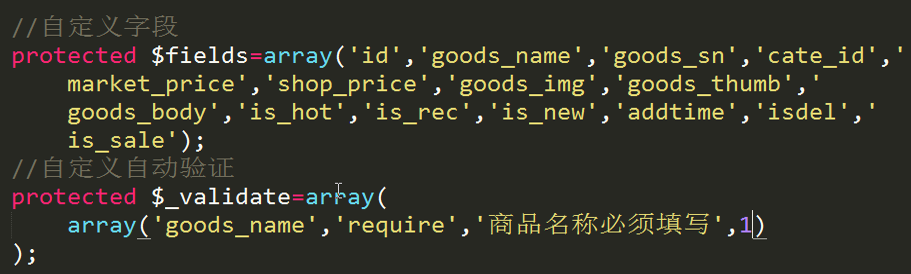 //自定义字段
protected $fields=array('id','goods_name','goods_sn','cate_id','
market_price','shop_price','goods_img','goods_thumb','
goods_body','is_hot','is_rec','is_new','addtime','isdel','
is_sale');
//自定义自动验证
protected $_validate=array(
array('goods_name','require','商品名称必须填写',1)
);